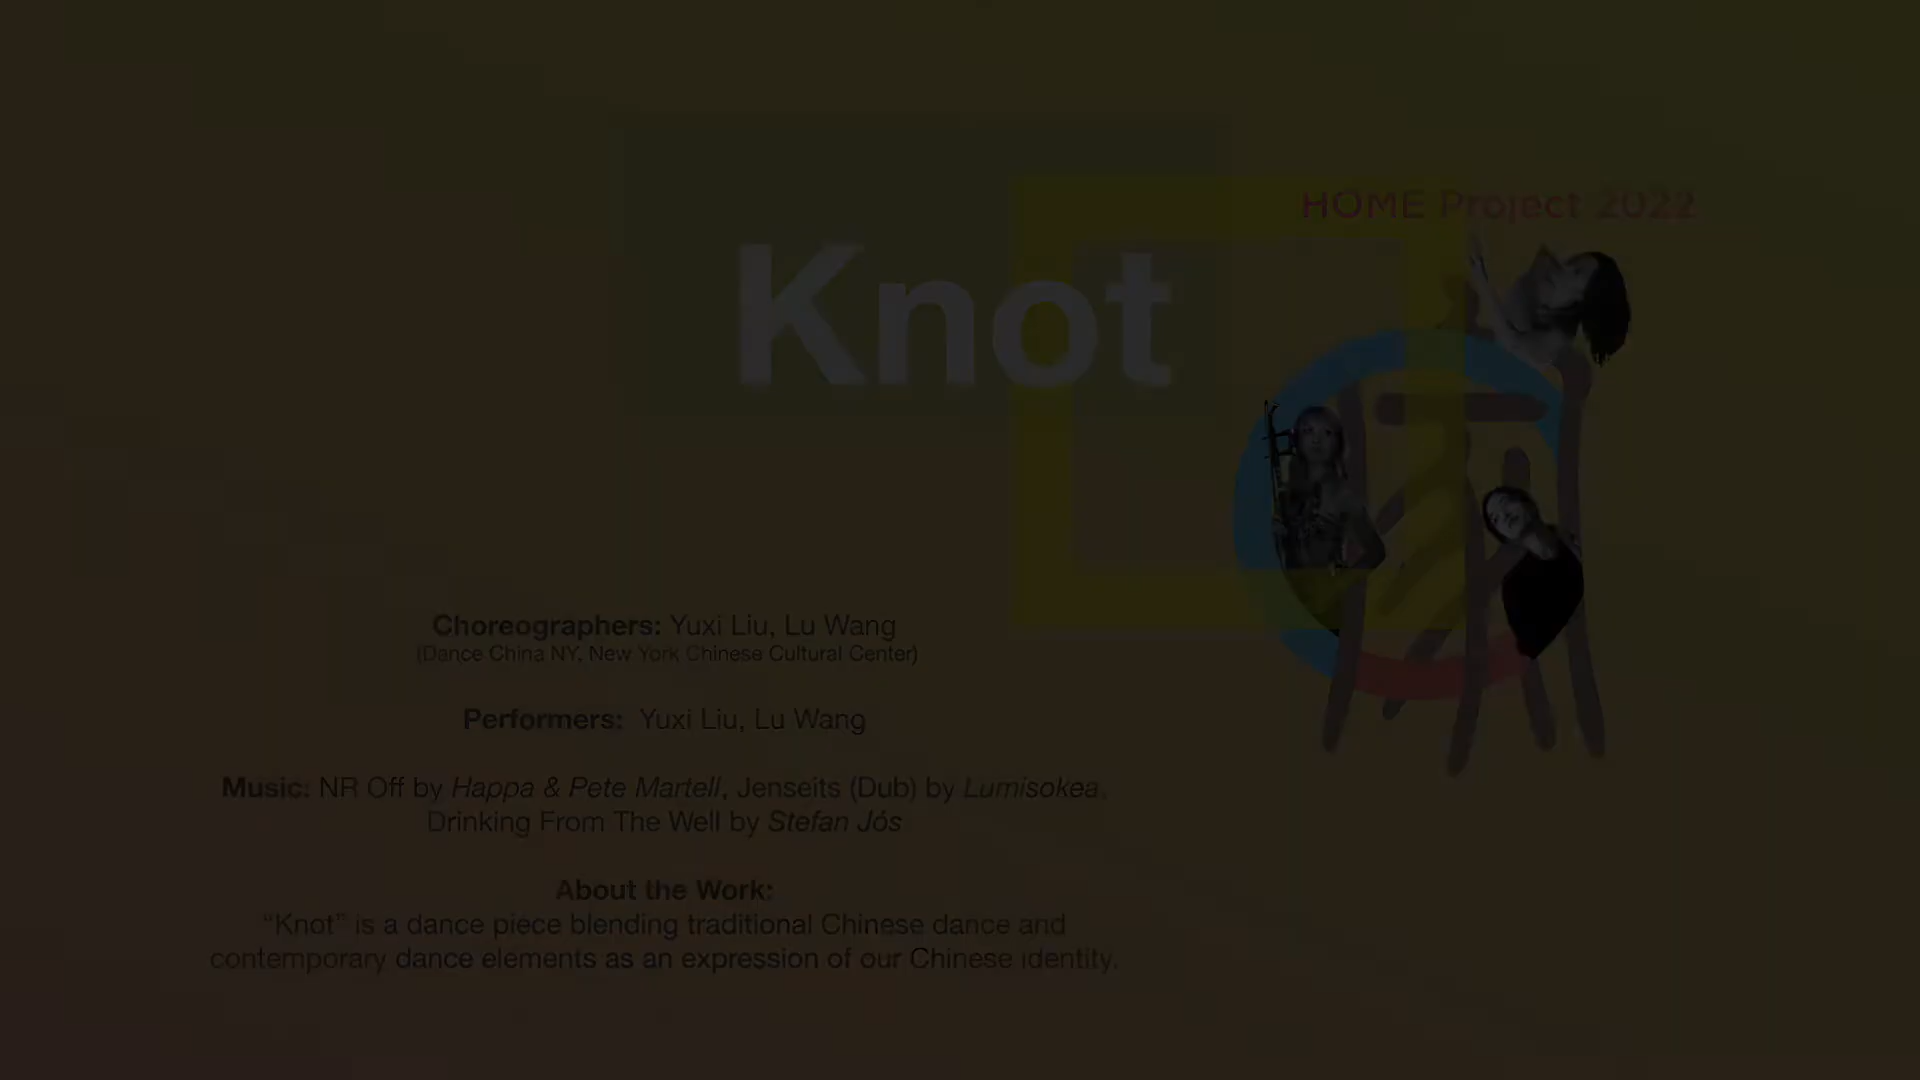 HOME Project 2022
Knot
Choreographers: Yuxi Liu, Lu Wang
(Dance China NY, New York Chinese Cultural Center)
Performers: Yuxi Liu, Lu Wang
Music: NR Off by Happa & Pete Martell, Jenseits (Dub) by Lumisokea,
Drinking From The Well by Stefan Jós
About the Work:
“Knot” is a dance piece blending traditional Chinese dance and
contemporary dance elements as an expression of our Chinese identity.